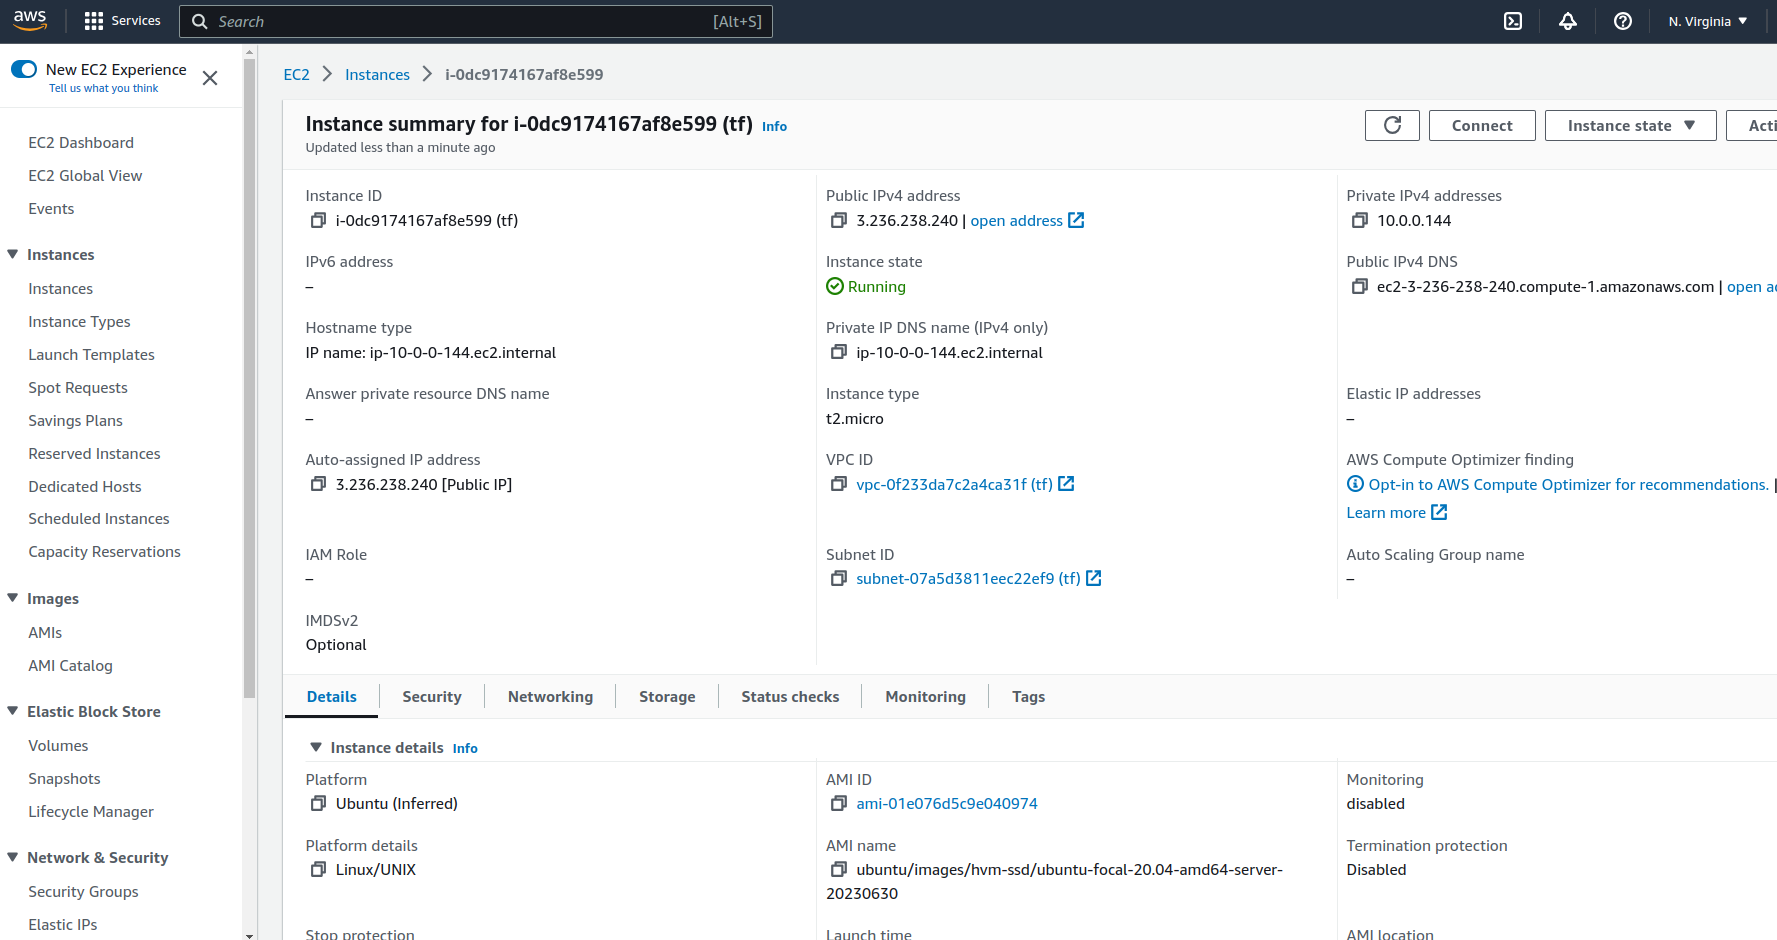 aws
Services
Search
[Alt+S]
N. Virginia
New EC2 Experience
Tell us what you think
EC2 Dashboard
EC2 Global View
Events
Instances
Instances
Instance Types
Launch Templates
Spot Requests
Savings Plans
Reserved Instances
Dedicated Hosts
Scheduled Instances
Capacity Reservations
Images
AMIs
AMI Catalog
Elastic Block Store
Volumes
Snapshots
Lifecycle Manager
Network & Security
Security Groups
Elastic IPs
EC2 > Instances > i-0dc9174167af8e599
Instance summary for i-0dc9174167af8e599 (tf) Info
Updated less than a minute ago
Connect
Instance state
Acti
Instance ID
i-0dc9174167af8e599 (tf)
Public IPv4 address
3.236.238.240 | open address
Private IPv4 addresses
10.0.0.144
IPv6 address
–
Instance state
Running
Public IPv4 DNS
ec2-3-236-238-240.compute-1.amazonaws.com | open ad
Hostname type
IP name: ip-10-0-0-144.ec2.internal
Private IP DNS name (IPv4 only)
ip-10-0-0-144.ec2.internal
Answer private resource DNS name
–
Instance type
t2.micro
Elastic IP addresses
–
Auto-assigned IP address
3.236.238.240 [Public IP]
VPC ID
vpc-0f233da7c2a4ca31f (tf)
AWS Compute Optimizer finding
Opt-in to AWS Compute Optimizer for recommendations. |
Learn more
IAM Role
–
Subnet ID
subnet-07a5d3811eec22ef9 (tf)
Auto Scaling Group name
–
IMDSv2
Optional
Details
Security
Networking
Storage
Status checks
Monitoring
Tags
Instance details Info
Platform
Ubuntu (Inferred)
AMI ID
ami-01e076d5c9e040974
Monitoring
disabled
Platform details
Linux/UNIX
AMI name
ubuntu/images/hvm-ssd/ubuntu-focal-20.04-amd64-server-
20230630
Termination protection
Disabled
Stop protection
Launch time
AMI location